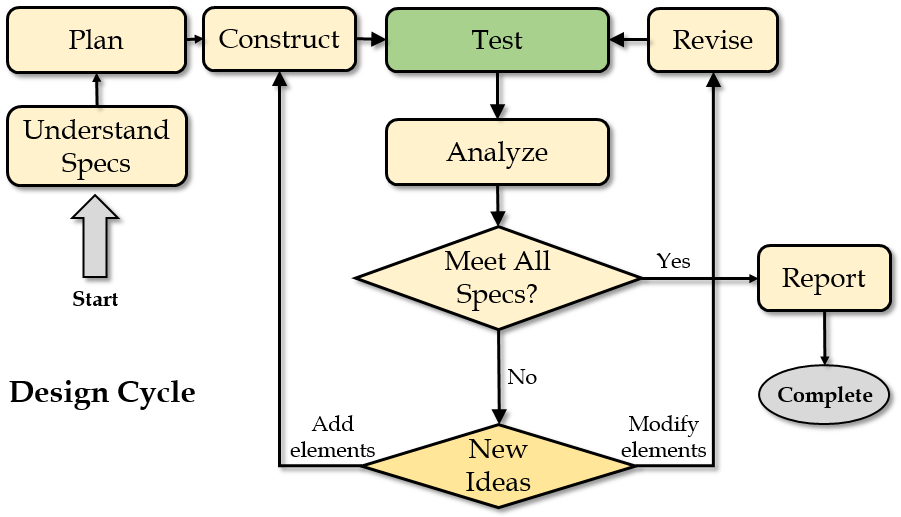 Plan
Construct
Test
Revise
Understand
Specs
Analyze
Start
Meet All
Specs?
Yes
Report
No
Design Cycle
Complete
Add
elements
New
Ideas
Modify
elements